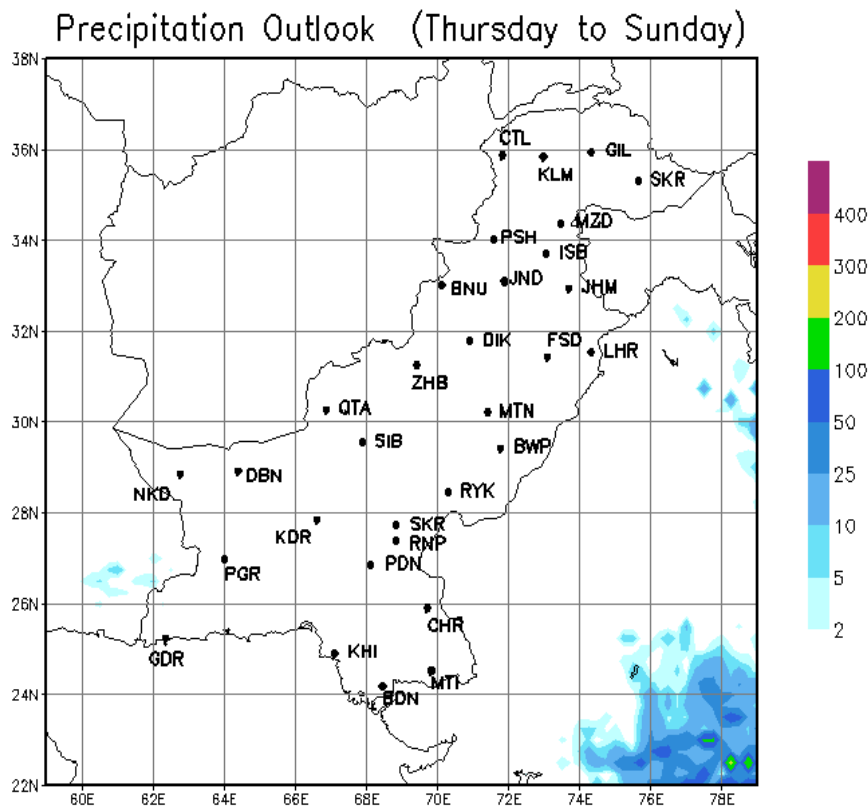 Precipitation Outlook (Thursday to Sunday)
38N
36N
34N
32N
30N
28N
26N
24N
22N
60E 62E 64E 66E 68E 70E 72E 74E 76E 78E
CTL
KLM
GIL
SKR
MZD
PSH
ISB
BNU
JND
JHM
DIK
FSD
LHR
ZHB
QTA
MTN
SIB
BWP
NKD
DBN
RYK
KDR
SKR
RNP
PGR
PDN
CHR
GDR
KHI
MTI
BDN
400
300
200
100
50
25
10
5
2